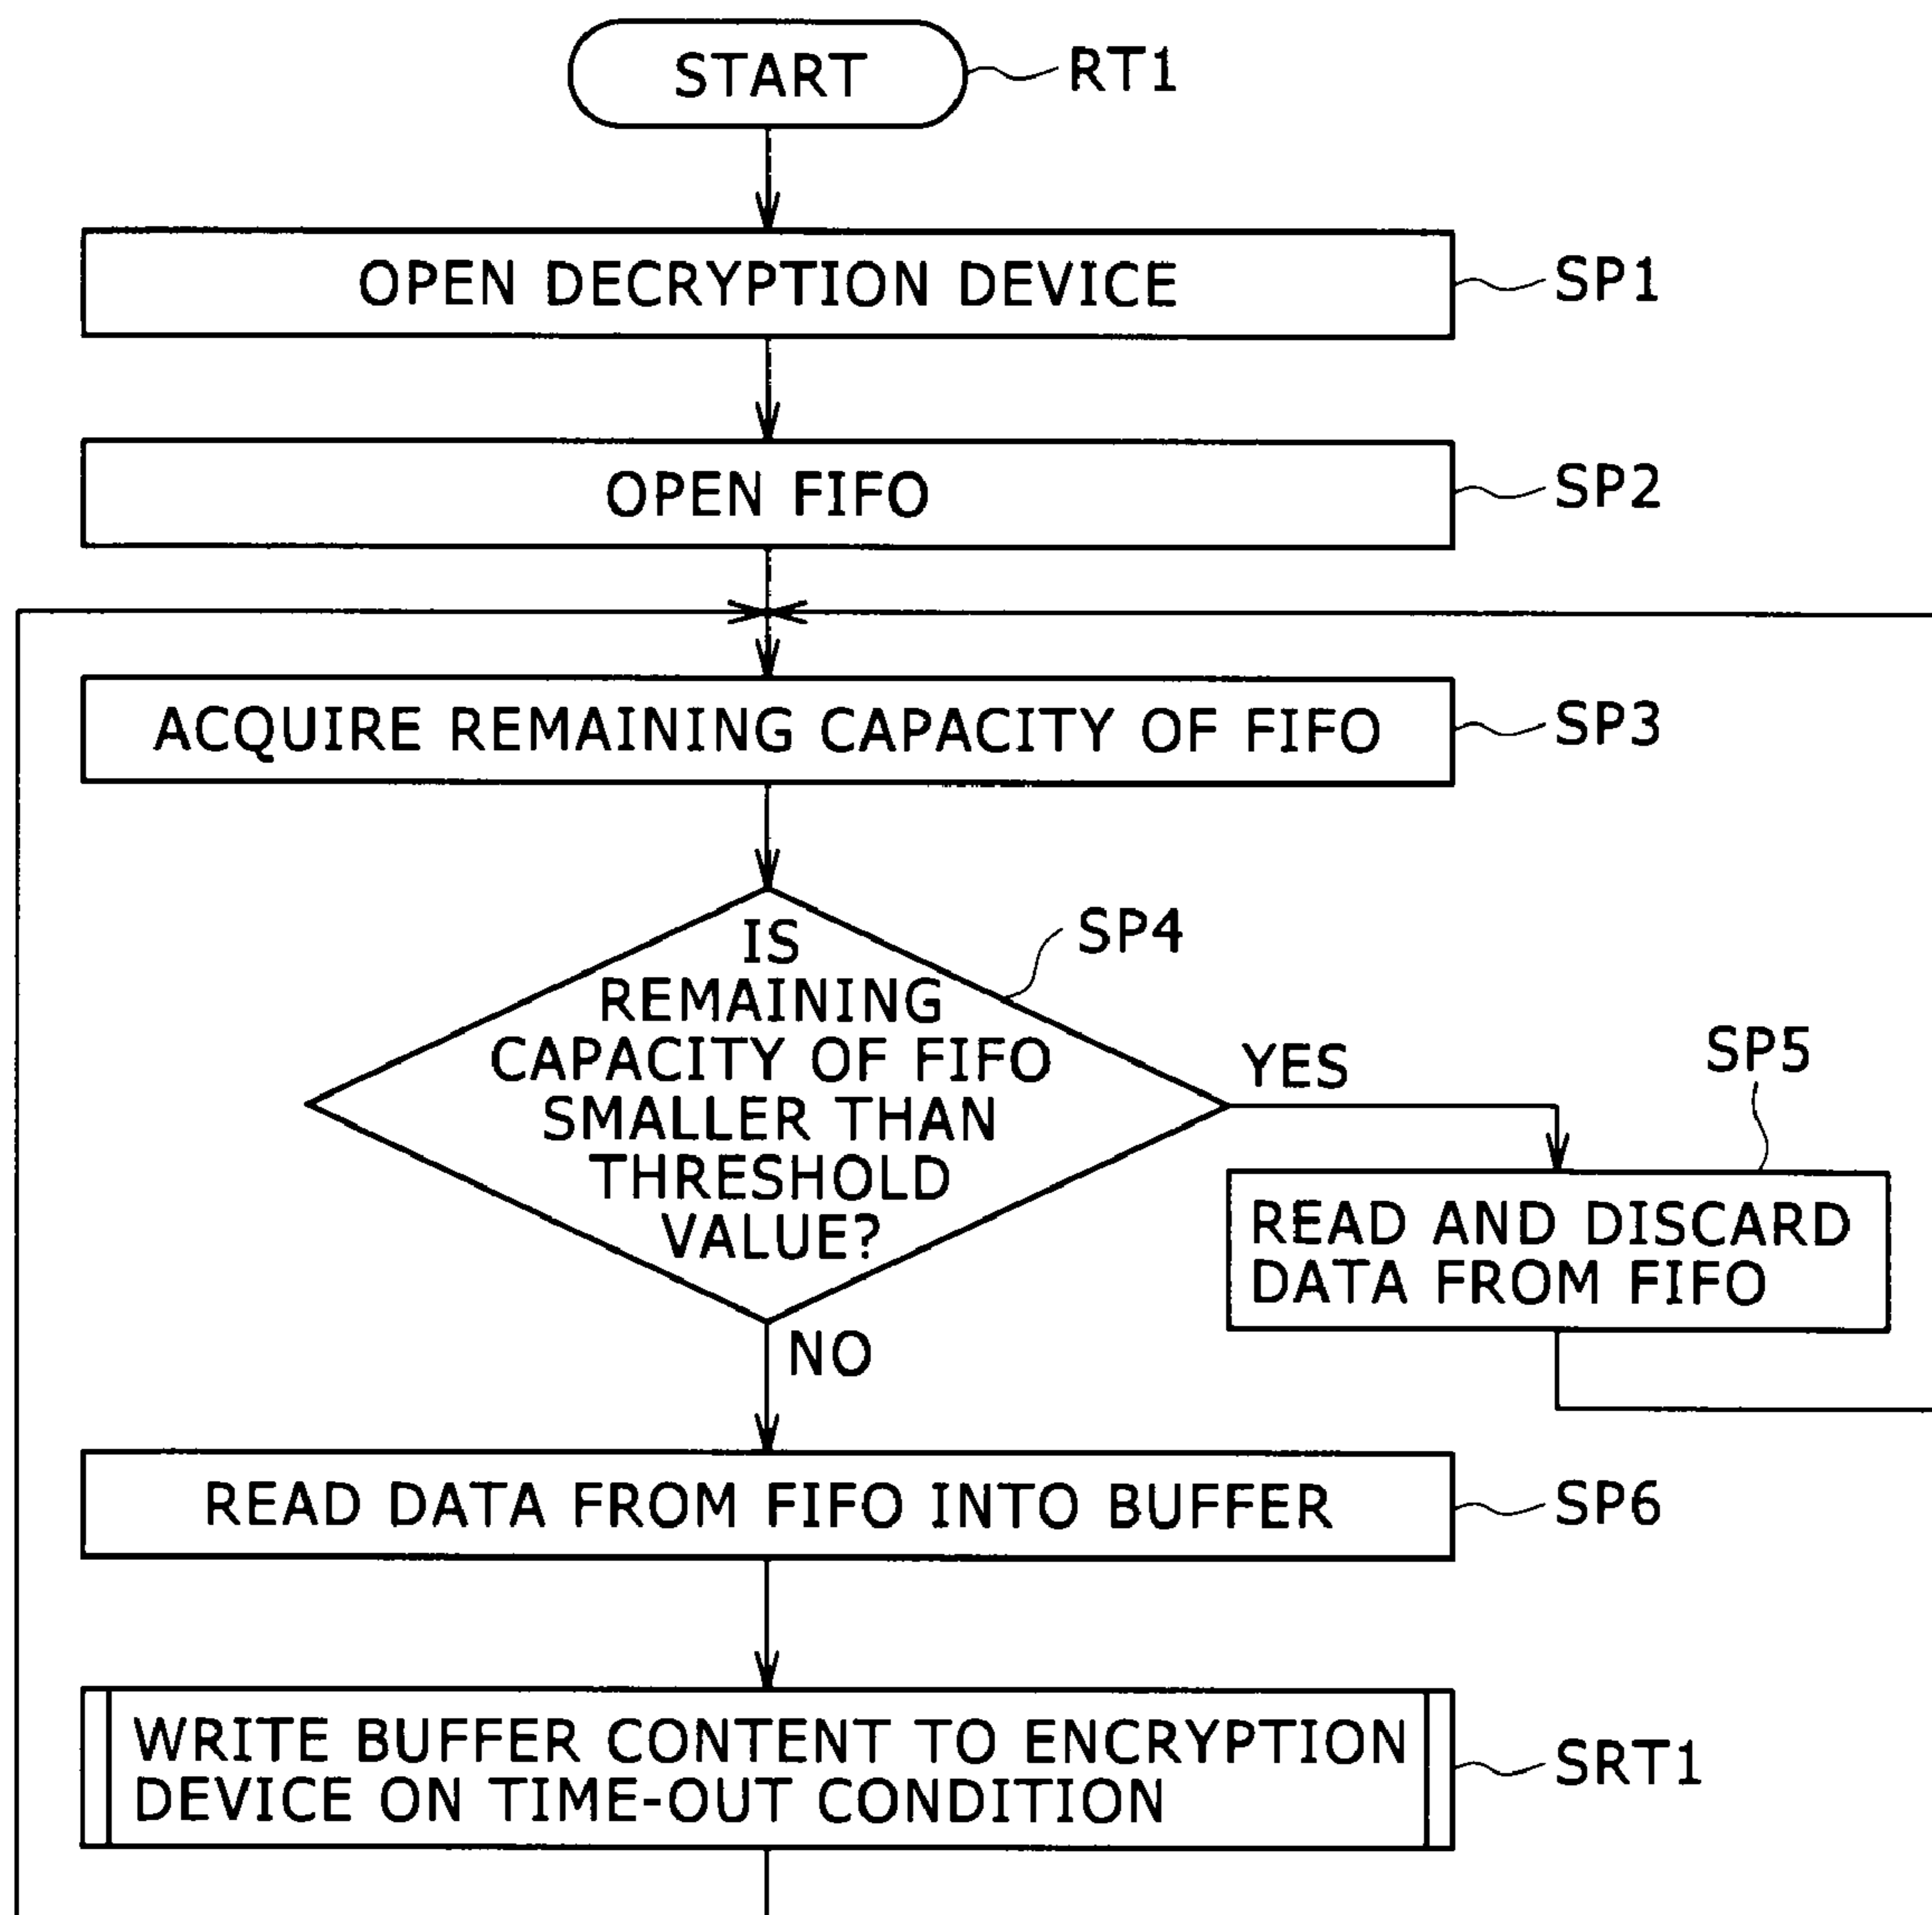 START
RT1
OPEN DECRYPTION DEVICE
SP1
OPEN FIFO
SP2
ACQUIRE REMAINING CAPACITY OF FIFO
SP3
IS
REMAINING
CAPACITY OF FIFO
SMALLER THAN
THRESHOLD
VALUE?
SP4
YES
SP5
READ AND DISCARD
DATA FROM FIFO
NO
READ DATA FROM FIFO INTO BUFFER
SP6
WRITE BUFFER CONTENT TO ENCRYPTION
DEVICE ON TIME-OUT CONDITION
SRT1